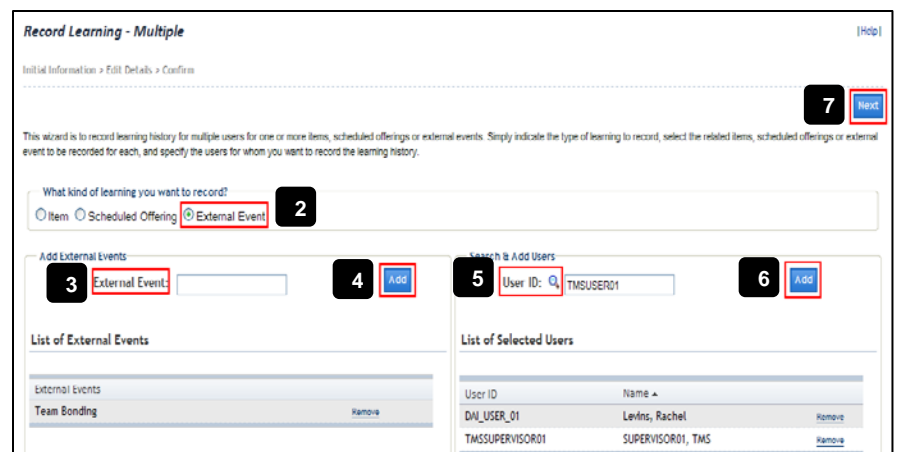 Record Learning - Multiple
[Help]
Initial Information > Edit Details > Confirm
7
Next
This wizard is to record learning history for multiple users for one or more items, scheduled offerings or external events. Simply indicate the type of learning to record, select the related items, scheduled offerings or external
event to be recorded for each, and specify the users for whom you want to record the learning history.
What kind of learning you want to record?
Item Scheduled Offering External Event
2
Add External Events
3
External Event:
4
Add
List of External Events
External Events
Team Bonding Remove
Search & Add Users
5
User ID: TMSUSER01
6
Add
List of Selected Users
User ID Name
DAI_USER_01 Levins, Rachel Remove
TMSSUPERVISOR01 SUPERVISOR01, TMS Remove